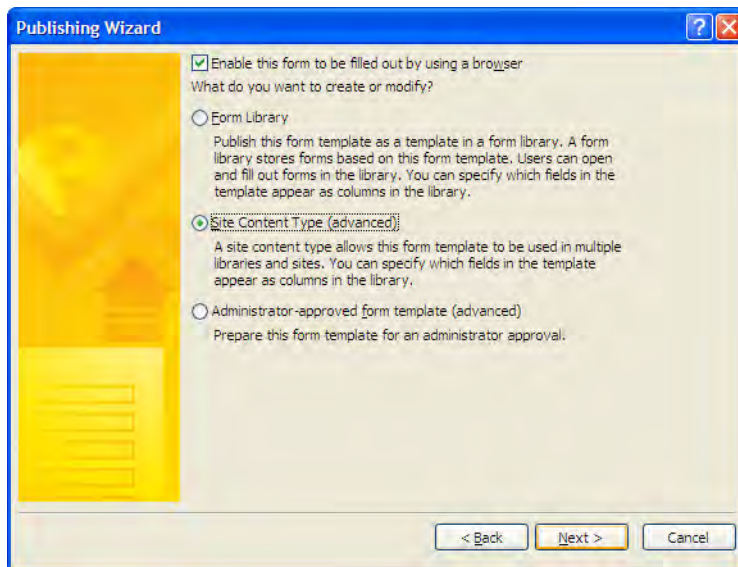 Publishing Wizard
Enable this form to be filled out by using a browser
What do you want to create or modify?
Form Library
Publish this form template as a template in a form library. A form
library stores forms based on this form template. Users can open
and fill out forms in the library. You can specify which fields in the
template appear as columns in the library.
Site Content Type (advanced)
A site content type allows this form template to be used in multiple
libraries and sites. You can specify which fields in the template
appear as columns in the library.
Administrator-approved form template (advanced)
Prepare this form template for an administrator approval.
< Back Next > Cancel